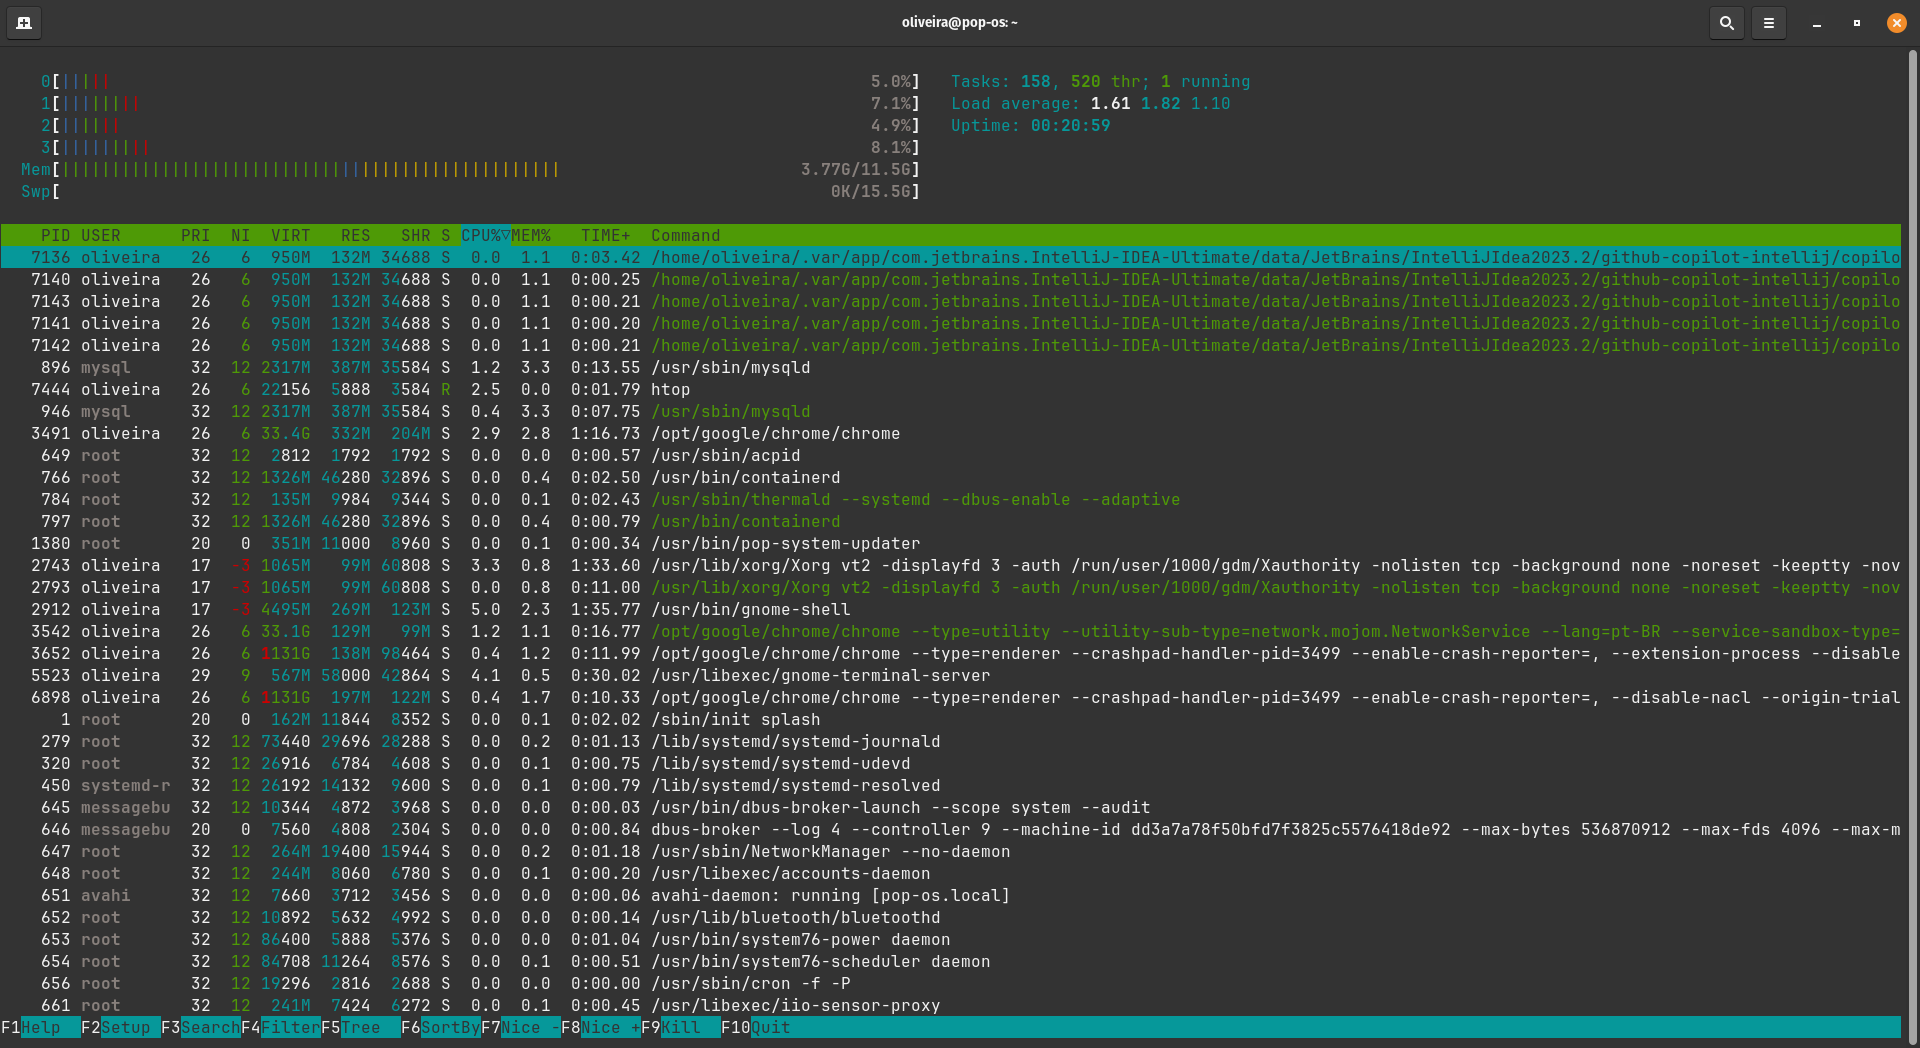 oliveira@pop-os: ~
0[||||| 5.0%] Tasks: 158, 520 thr; 1 running
1[|||||||| 7.1%] Load average: 1.61 1.82 1.10
2[|||||| 4.9%] Uptime: 00:20:59
3[||||||||| 8.1%]
Mem[|||||||||||||||||||||||||||||||||||||||||||||||||| 3.77G/11.5G]
Swp[ 0K/15.5G]
PID USER PRI NI VIRT RES SHR S CPU%▽MEM% TIME+ Command
7136 oliveira 26 6 950M 132M 34688 S 0.0 1.1 0:03.42 /home/oliveira/.var/app/com.jetbrains.IntelliJ-IDEA-Ultimate/data/JetBrains/IntelliJIdea2023.2/github-copilot-intellij/copilo
7140 oliveira 26 6 950M 132M 34688 S 0.0 1.1 0:00.25 /home/oliveira/.var/app/com.jetbrains.IntelliJ-IDEA-Ultimate/data/JetBrains/IntelliJIdea2023.2/github-copilot-intellij/copilo
7143 oliveira 26 6 950M 132M 34688 S 0.0 1.1 0:00.21 /home/oliveira/.var/app/com.jetbrains.IntelliJ-IDEA-Ultimate/data/JetBrains/IntelliJIdea2023.2/github-copilot-intellij/copilo
7141 oliveira 26 6 950M 132M 34688 S 0.0 1.1 0:00.20 /home/oliveira/.var/app/com.jetbrains.IntelliJ-IDEA-Ultimate/data/JetBrains/IntelliJIdea2023.2/github-copilot-intellij/copilo
7142 oliveira 26 6 950M 132M 34688 S 0.0 1.1 0:00.21 /home/oliveira/.var/app/com.jetbrains.IntelliJ-IDEA-Ultimate/data/JetBrains/IntelliJIdea2023.2/github-copilot-intellij/copilo
896 mysql 32 12 2317M 387M 35584 S 1.2 3.3 0:13.55 /usr/sbin/mysqld
7444 oliveira 26 6 22156 5888 3584 R 2.5 0.0 0:01.79 htop
946 mysql 32 12 2317M 387M 35584 S 0.4 3.3 0:07.75 /usr/sbin/mysqld
3491 oliveira 26 6 33.4G 332M 204M S 2.9 2.8 1:16.73 /opt/google/chrome/chrome
649 root 32 12 2812 1792 1792 S 0.0 0.0 0:00.57 /usr/sbin/acpid
766 root 32 12 1326M 46280 32896 S 0.0 0.4 0:02.50 /usr/bin/containerd
784 root 32 12 135M 9984 9344 S 0.0 0.1 0:02.43 /usr/sbin/thermald --systemd --dbus-enable --adaptive
797 root 32 12 1326M 46280 32896 S 0.0 0.4 0:00.79 /usr/bin/containerd
1380 root 20 0 351M 11000 8960 S 0.0 0.1 0:00.34 /usr/bin/pop-system-updater
2743 oliveira 17 -3 1065M 99M 60808 S 3.3 0.8 1:33.60 /usr/lib/xorg/Xorg vt2 -displayfd 3 -auth /run/user/1000/gdm/Xauthority -nolisten tcp -background none -noreset -keeptty -nov
2793 oliveira 17 -3 1065M 99M 60808 S 0.0 0.8 0:11.00 /usr/lib/xorg/Xorg vt2 -displayfd 3 -auth /run/user/1000/gdm/Xauthority -nolisten tcp -background none -noreset -keeptty -nov
2912 oliveira 17 -3 4495M 269M 123M S 5.0 2.3 1:35.77 /usr/bin/gnome-shell
3542 oliveira 26 6 33.1G 129M 99M S 1.2 1.1 0:16.77 /opt/google/chrome/chrome --type=utility --utility-sub-type=network.mojom.NetworkService --lang=pt-BR --service-sandbox-type=
3652 oliveira 26 6 1131G 138M 98464 S 0.4 1.2 0:11.99 /opt/google/chrome/chrome --type=renderer --crashpad-handler-pid=3499 --enable-crash-reporter=, --extension-process --disable
5523 oliveira 29 9 567M 58000 42864 S 4.1 0.5 0:30.02 /usr/libexec/gnome-terminal-server
6898 oliveira 26 6 1131G 197M 122M S 0.4 1.7 0:10.33 /opt/google/chrome/chrome --type=renderer --crashpad-handler-pid=3499 --enable-crash-reporter=, --disable-nacl --origin-trial
1 root 20 0 162M 11844 8352 S 0.0 0.1 0:02.02 /sbin/init splash
279 root 32 12 73440 29696 28288 S 0.0 0.2 0:01.13 /lib/systemd/systemd-journald
320 root 32 12 26916 6784 4608 S 0.0 0.1 0:00.75 /lib/systemd/systemd-udevd
450 systemd-r 32 12 26192 14132 9600 S 0.0 0.1 0:00.79 /lib/systemd/systemd-resolved
645 messagebu 32 12 10344 4872 3968 S 0.0 0.0 0:00.03 /usr/bin/dbus-broker-launch --scope system --audit
646 messagebu 20 0 7560 4808 2304 S 0.0 0.0 0:00.84 dbus-broker --log 4 --controller 9 --machine-id dd3a7a78f50bfd7f3825c5576418de92 --max-bytes 536870912 --max-fds 4096 --max-m
647 root 32 12 264M 19400 15944 S 0.0 0.2 0:01.18 /usr/sbin/NetworkManager --no-daemon
648 root 32 12 244M 8060 6780 S 0.0 0.1 0:00.20 /usr/libexec/accounts-daemon
651 avahi 32 12 7660 3712 3456 S 0.0 0.0 0:00.06 avahi-daemon: running [pop-os.local]
652 root 32 12 10892 5632 4992 S 0.0 0.0 0:00.14 /usr/lib/bluetooth/bluetoothd
653 root 32 12 86400 5888 5376 S 0.0 0.0 0:01.04 /usr/bin/system76-power daemon
654 root 32 12 84708 11264 8576 S 0.0 0.1 0:00.51 /usr/bin/system76-scheduler daemon
656 root 32 12 19296 2816 2688 S 0.0 0.0 0:00.00 /usr/sbin/cron -f -P
661 root 32 12 241M 7424 6272 S 0.0 0.1 0:00.45 /usr/libexec/iio-sensor-proxy
F1Help F2Setup F3SearchF4FilterF5Tree F6SortByF7Nice -F8Nice +F9Kill F10Quit